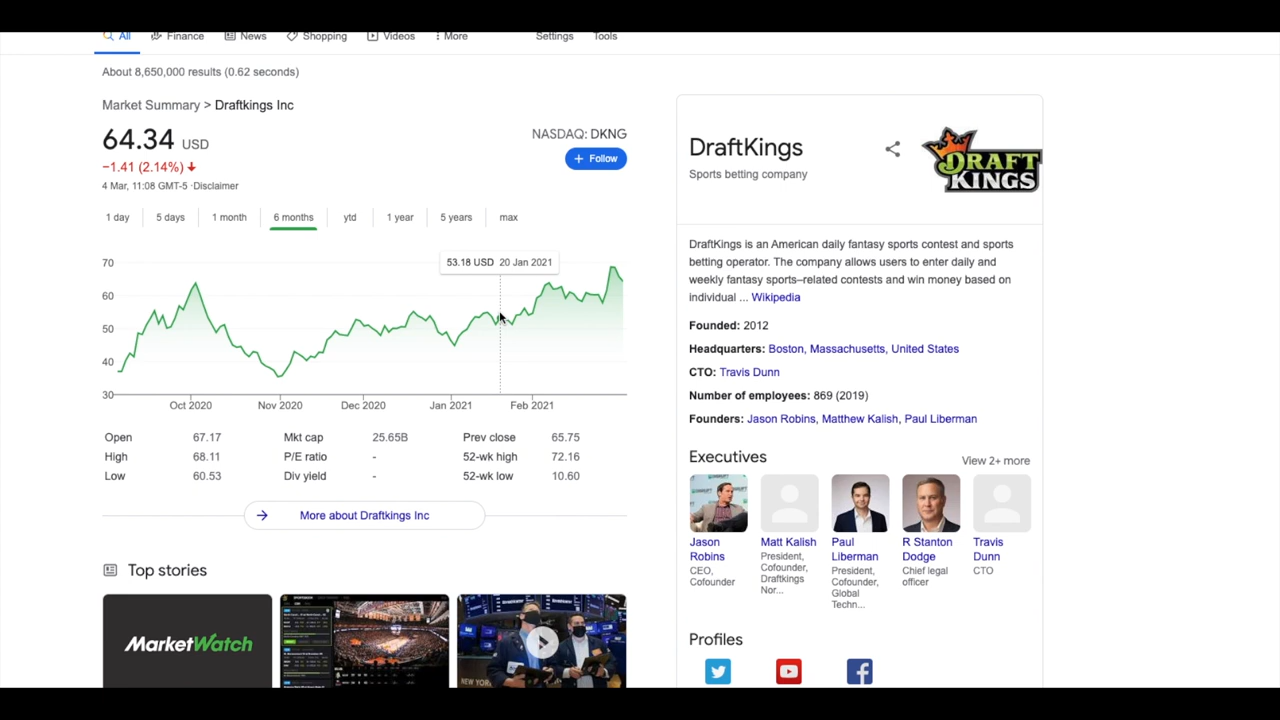 All Finance News Shopping Videos More Settings Tools
About 8,650,000 results (0.62 seconds)
Market Summary > Draftkings Inc
64.34 USD
NASDAQ: DKNG
−1.41 (2.14%)
+ Follow
4 Mar, 11:08 GMT-5 ·Disclaimer
1 day 5 days 1 month 6 months ytd 1 year 5 years max
53.18 USD 20 Jan 2021
70
60
50
40
30
Oct 2020 Nov 2020 Dec 2020 Jan 2021 Feb 2021
Open 67.17 Mkt cap 25.65B Prev close 65.75
High 68.11 P/E ratio - 52-wk high 72.16
Low 60.53 Div yield - 52-wk low 10.60
More about Draftkings Inc
Top stories
MarketWatch
NEW YORK
DraftKings
Sports betting company
DRAFT
KINGS
DraftKings is an American daily fantasy sports contest and sports
betting operator. The company allows users to enter daily and
weekly fantasy sports–related contests and win money based on
individual ... Wikipedia
Founded: 2012
Headquarters: Boston, Massachusetts, United States
CTO: Travis Dunn
Number of employees: 869 (2019)
Founders: Jason Robins, Matthew Kalish, Paul Liberman
Executives
View 2+ more
Jason
Robins
CEO,
Cofounder
Matt Kalish
President,
Cofounder,
Draftkings
Nor...
Paul
Liberman
President,
Cofounder,
Global
Techn...
R Stanton
Dodge
Chief legal
officer
Travis
Dunn
CTO
Profiles